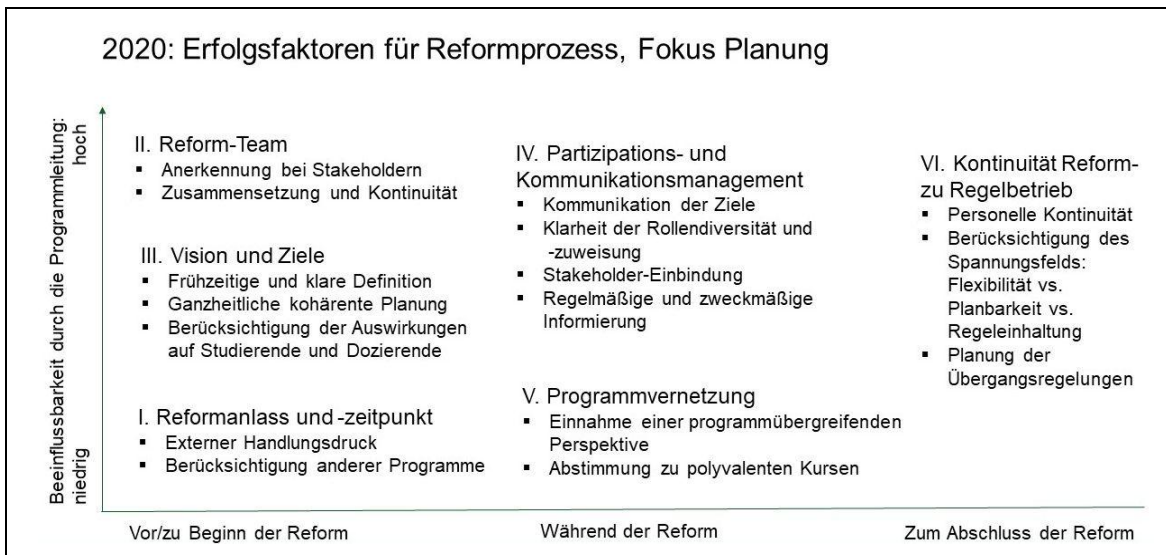 2020: Erfolgsfaktoren für Reformprozess, Fokus Planung
Beeinflussbarkeit durch die Programmleitung:
niedrig
hoch
II. Reform-Team
▪ Anerkennung bei Stakeholdern
▪ Zusammensetzung und Kontinuität
III. Vision und Ziele
▪ Frühzeitige und klare Definition
▪ Ganzheitliche kohärente Planung
▪ Berücksichtigung der Auswirkungen
auf Studierende und Dozierende
I. Reformanlass und -zeitpunkt
▪ Externer Handlungsdruck
▪ Berücksichtigung anderer Programme
IV. Partizipations- und
Kommunikationsmanagement
▪ Kommunikation der Ziele
▪ Klarheit der Rollendiversität und
-zuweisung
▪ Stakeholder-Einbindung
▪ Regelmäßige und zweckmäßige
Informierung
V. Programmvernetzung
▪ Einnahme einer programmübergreifenden
Perspektive
▪ Abstimmung zu polyvalenten Kursen
VI. Kontinuität Reform-
zu Regelbetrieb
▪ Personelle Kontinuität
▪ Berücksichtigung des
Spannungsfelds:
Flexibilität vs.
Planbarkeit vs.
Regeleinhaltung
▪ Planung der
Übergangsregelungen
Vor/zu Beginn der Reform
Während der Reform
Zum Abschluss der Reform